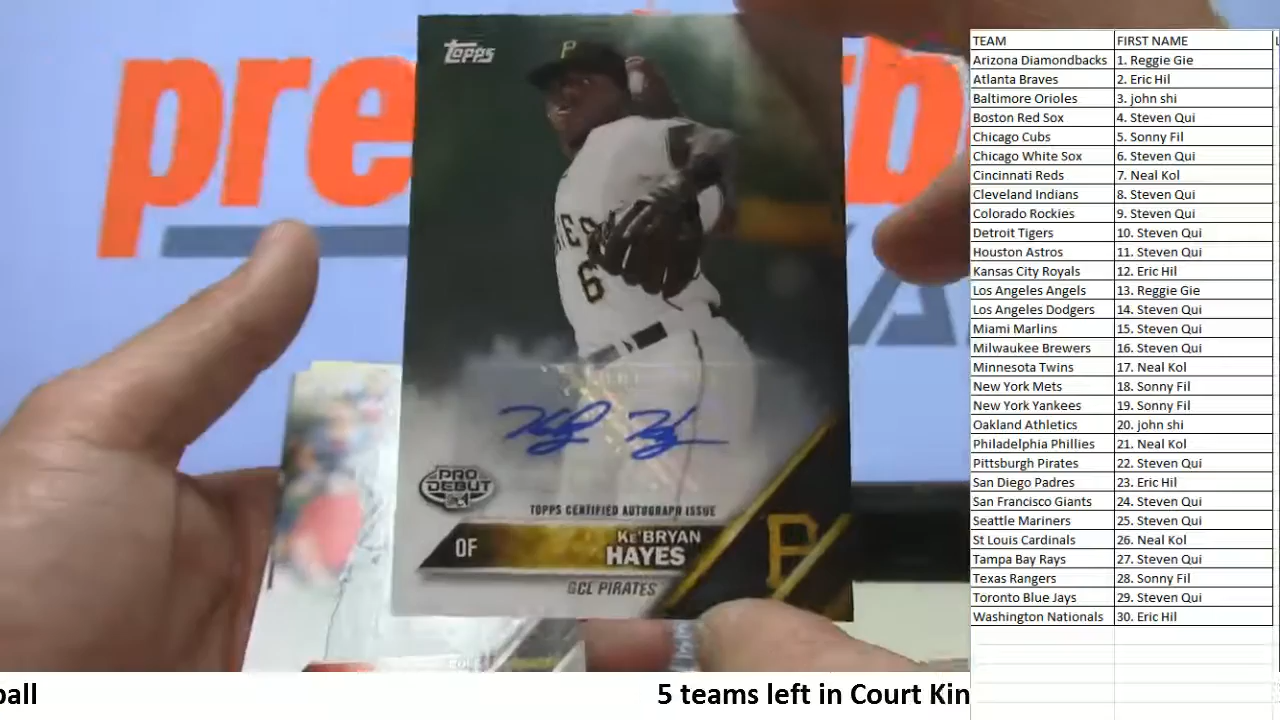 pre
rb
A
Topps
P
IES
6
PRO
DEBUT
TOPPS CERTIFIED AUTOGRAPH ISSUE
OF
KE'BRYAN
HAYES
GCL PIRATES
P
TEAM FIRST NAME L
Arizona Diamondbacks 1. Reggie Gie
Atlanta Braves 2. Eric Hil
Baltimore Orioles 3. john shi
Boston Red Sox 4. Steven Qui
Chicago Cubs 5. Sonny Fil
Chicago White Sox 6. Steven Qui
Cincinnati Reds 7. Neal Kol
Cleveland Indians 8. Steven Qui
Colorado Rockies 9. Steven Qui
Detroit Tigers 10. Steven Qui
Houston Astros 11. Steven Qui
Kansas City Royals 12. Eric Hil
Los Angeles Angels 13. Reggie Gie
Los Angeles Dodgers 14. Steven Qui
Miami Marlins 15. Steven Qui
Milwaukee Brewers 16. Steven Qui
Minnesota Twins 17. Neal Kol
New York Mets 18. Sonny Fil
New York Yankees 19. Sonny Fil
Oakland Athletics 20. john shi
Philadelphia Phillies 21. Neal Kol
Pittsburgh Pirates 22. Steven Qui
San Diego Padres 23. Eric Hil
San Francisco Giants 24. Steven Qui
Seattle Mariners 25. Steven Qui
St Louis Cardinals 26. Neal Kol
Tampa Bay Rays 27. Steven Qui
Texas Rangers 28. Sonny Fil
Toronto Blue Jays 29. Steven Qui
Washington Nationals 30. Eric Hil
ball 5 teams left in Court Kin